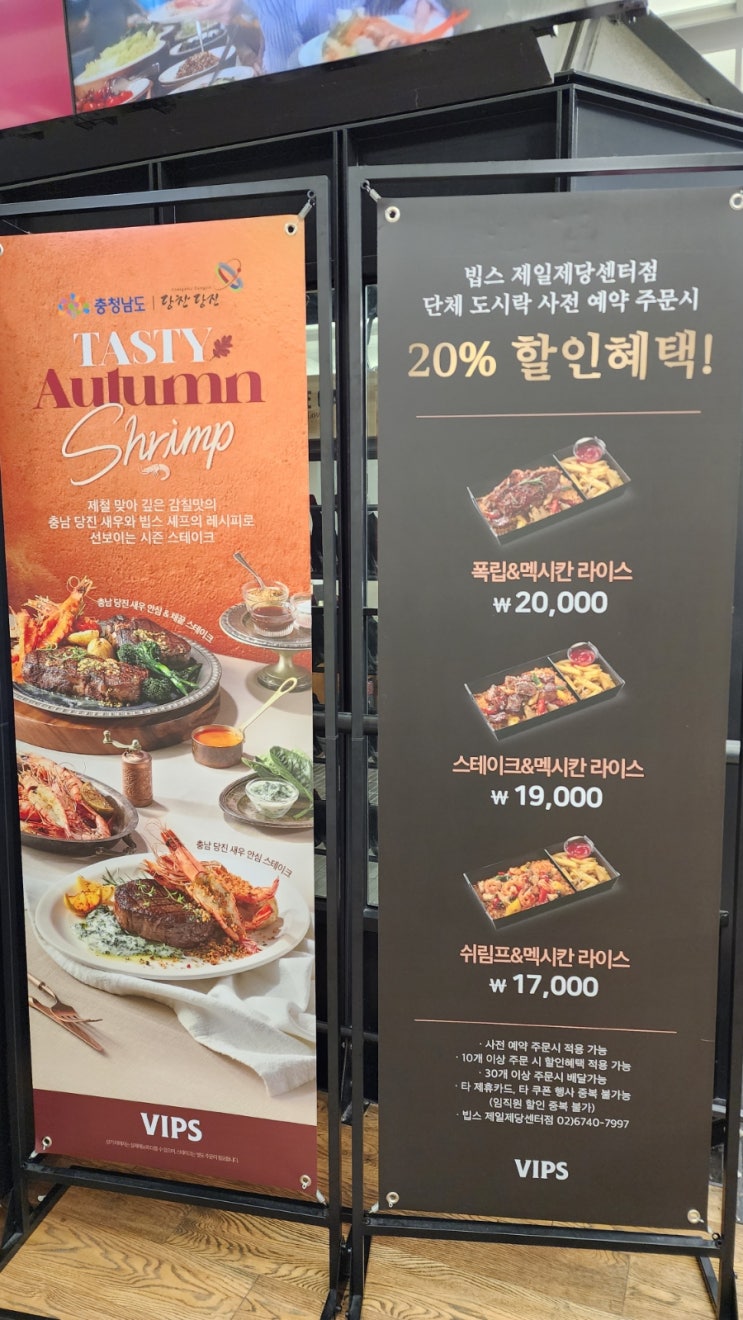 충청남도 | 당찬 당진
TASTY
Autumn
Shrimp
제철 맞아 깊은 감칠맛의
충남 당진 새우와 빕스 셰프의 레시피로
선보이는 시즌 스테이크
충남 당진 새우 안심 & 채끝 스테이크
충남 당진 새우 안심 스테이크
VIPS
빕스 제일제당센터점
단체 도시락 사전 예약 주문시
20% 할인혜택!
폭립&멕시칸 라이스
₩ 20,000
스테이크&멕시칸 라이스
₩ 19,000
쉬림프&멕시칸 라이스
₩ 17,000
· 사전 예약 주문시 적용 가능
· 10개 이상 주문 시 할인혜택 적용 가능
· 30개 이상 주문시 배달가능
· 타 제휴카드, 타 쿠폰 행사 중복 불가능
(임직원 할인 중복 불가)
· 빕스 제일제당센터점 02)6740-7997
VIPS